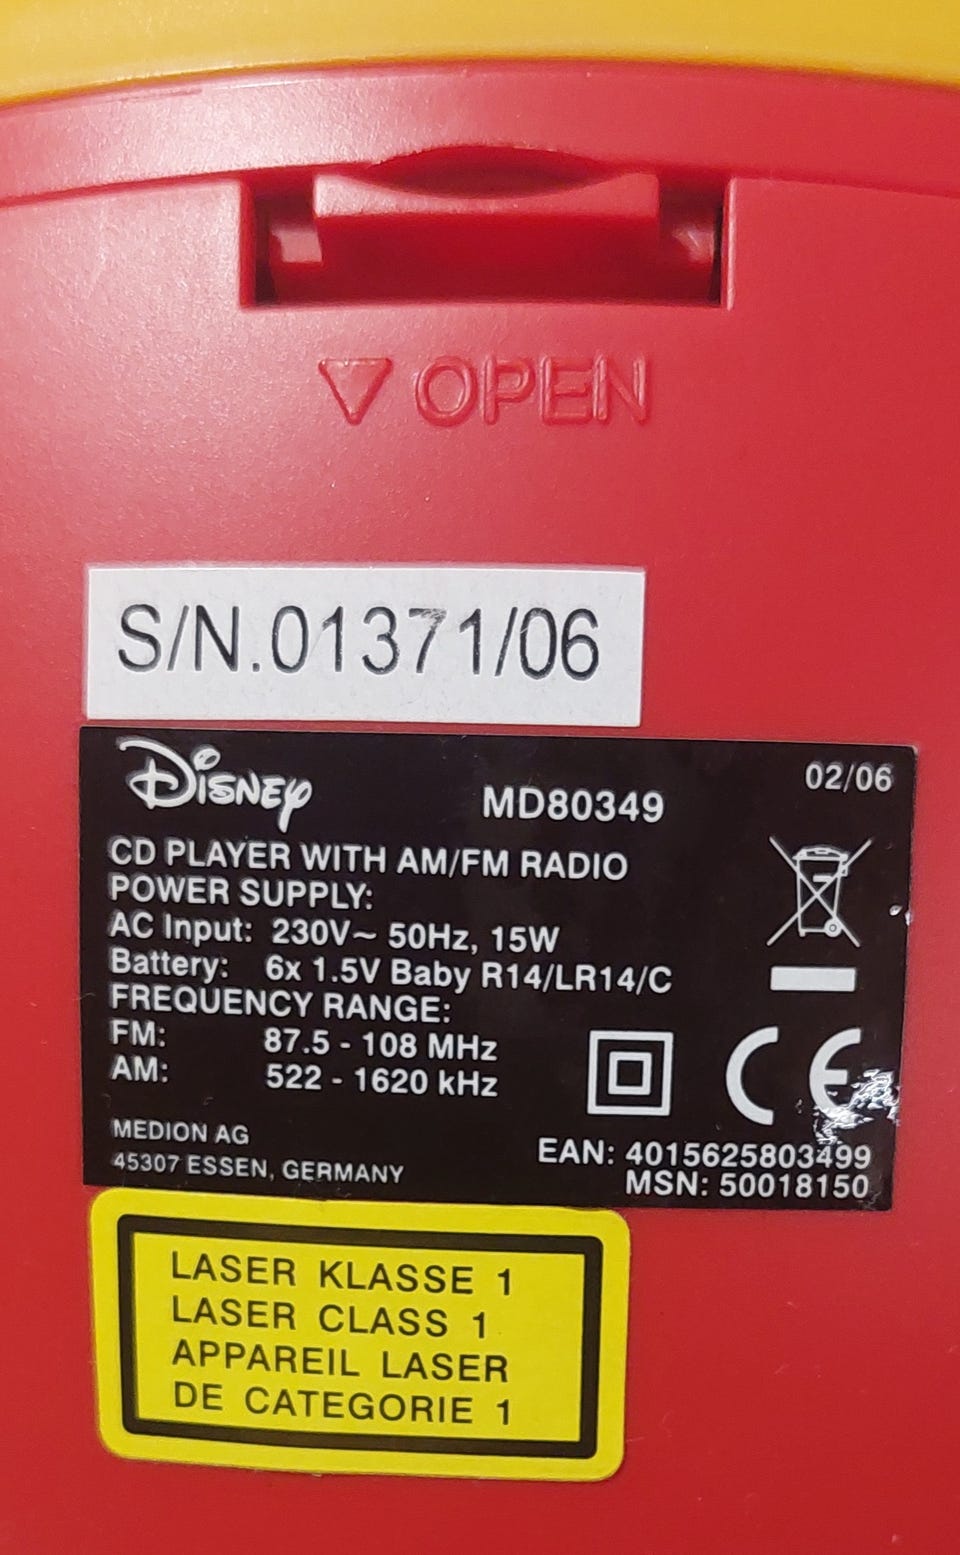 OPEN
S/N.01371/06
Disney
MD80349
02/06
CD PLAYER WITH AM/FM RADIO
POWER SUPPLY:
AC Input: 230V~ 50Hz, 15W
Battery: 6x 1.5V Baby R14/LR14/C
FREQUENCY RANGE:
FM: 87.5 - 108 MHz
AM: 522 - 1620 kHz
CE
MEDION AG
45307 ESSEN, GERMANY
EAN: 4015625803499
MSN: 50018150
LASER KLASSE 1
LASER CLASS 1
APPAREIL LASER
DE CATEGORIE 1